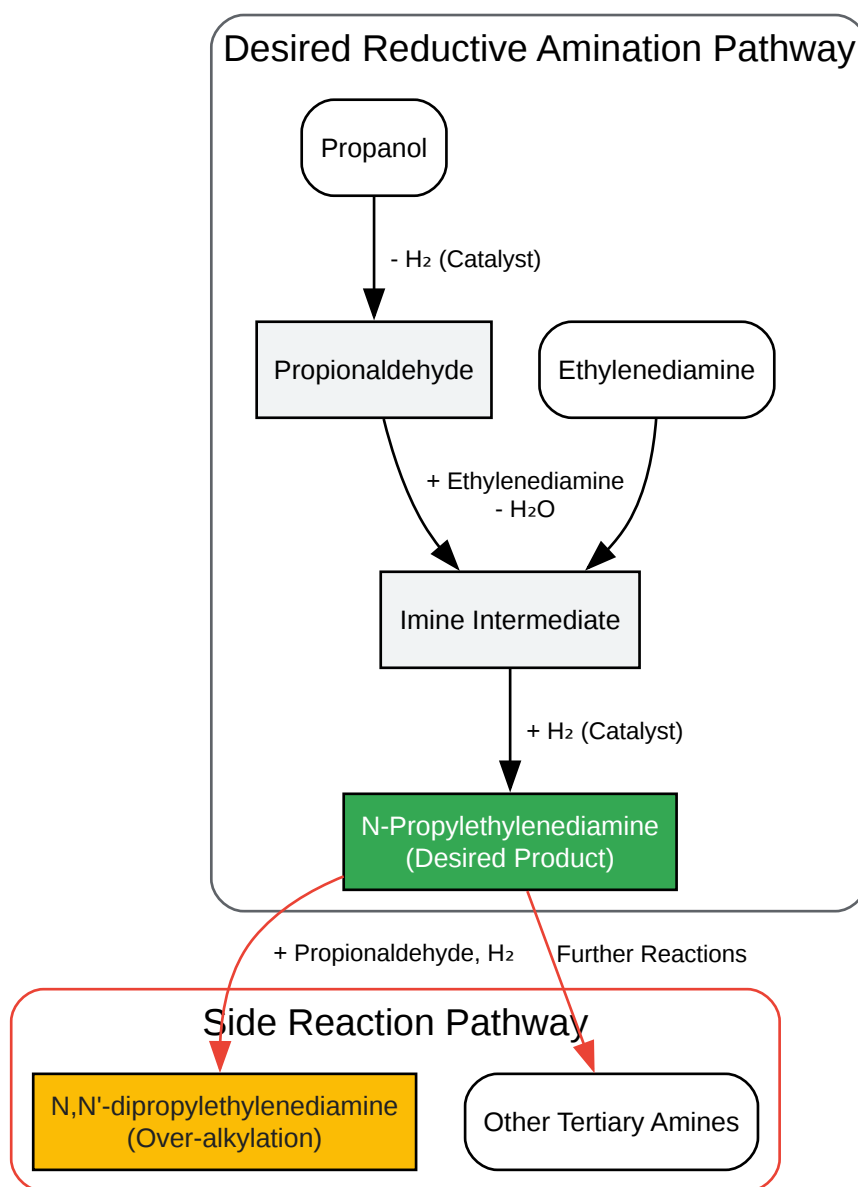 Desired Reductive Amination Pathway
Propanol
- H₂ (Catalyst)
Propionaldehyde
Ethylenediamine
+ Ethylenediamine
- H₂O
Imine Intermediate
+ H₂ (Catalyst)
N-Propylethylenediamine
(Desired Product)
+ Propionaldehyde, H₂
Further Reactions
Side Reaction Pathway
N,N'-dipropylethylenediamine
(Over-alkylation)
Other Tertiary Amines